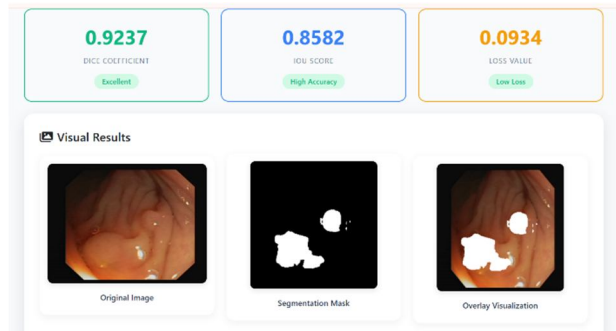 0.9237
DICE COEFFICIENT
Excellent
0.8582
IOU SCORE
High Accuracy
0.0934
LOSS VALUE
Low Loss
Visual Results
Original Image
Segmentation Mask
Overlay Visualization